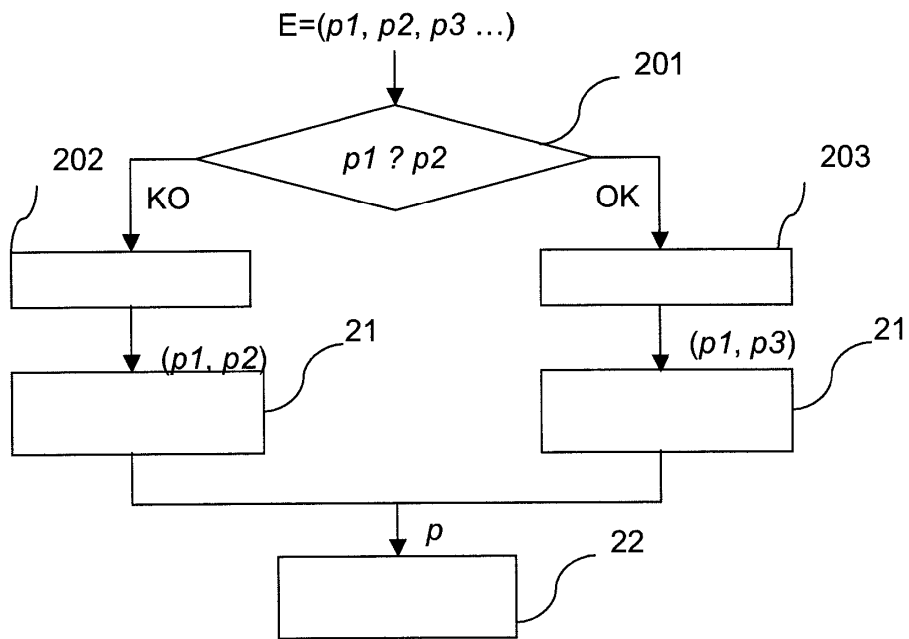 E=(p1, p2, p3 ...)
201
p1 ? p2
202
203
KO
OK
21
21
(p1, p2)
(p1, p3)
p
22